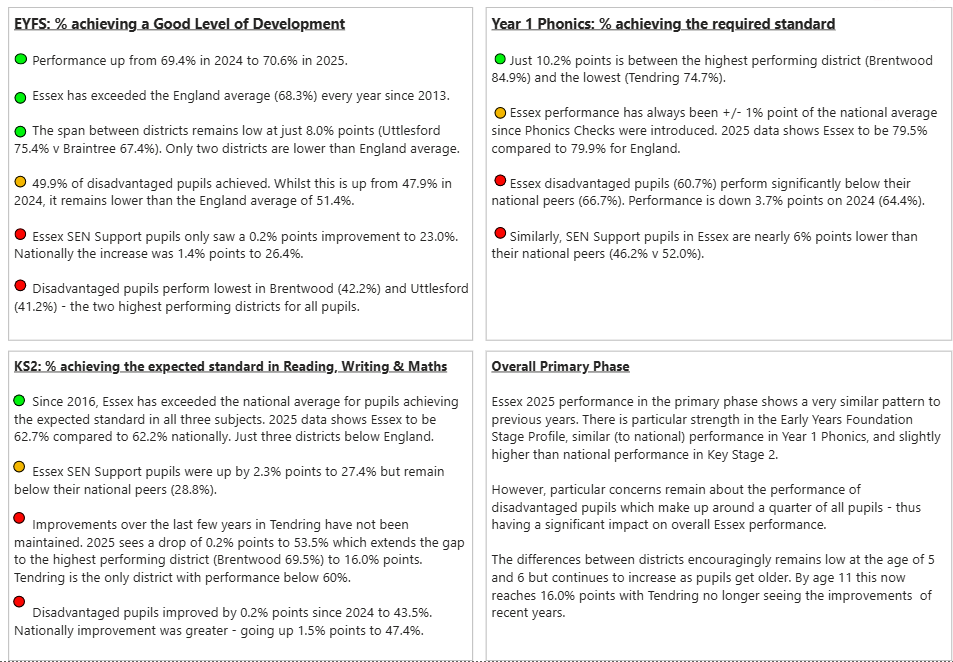 EYFS: % achieving a Good Level of Development
Performance up from 69.4% in 2024 to 70.6% in 2025.
Essex has exceeded the England average (68.3%) every year since 2013.
The span between districts remains low at just 8.0% points (Uttlesford
75.4% v Braintree 67.4%). Only two districts are lower than England average.
49.9% of disadvantaged pupils achieved. Whilst this is up from 47.9% in
2024, it remains lower than the England average of 51.4%.
Essex SEN Support pupils only saw a 0.2% points improvement to 23.0%.
Nationally the increase was 1.4% points to 26.4%.
Disadvantaged pupils perform lowest in Brentwood (42.2%) and Uttlesford
(41.2%) - the two highest performing districts for all pupils.
Year 1 Phonics: % achieving the required standard
Just 10.2% points is between the highest performing district (Brentwood
84.9%) and the lowest (Tendring 74.7%).
Essex performance has always been +/- 1% point of the national average
since Phonics Checks were introduced. 2025 data shows Essex to be 79.5%
compared to 79.9% for England.
Essex disadvantaged pupils (60.7%) perform significantly below their
national peers (66.7%). Performance is down 3.7% points on 2024 (64.4%).
Similarly, SEN Support pupils in Essex are nearly 6% points lower than
their national peers (46.2% v 52.0%).
KS2: % achieving the expected standard in Reading, Writing & Maths
Since 2016, Essex has exceeded the national average for pupils achieving
the expected standard in all three subjects. 2025 data shows Essex to be
62.7% compared to 62.2% nationally. Just three districts below England.
Essex SEN Support pupils were up by 2.3% points to 27.4% but remain
below their national peers (28.8%).
Improvements over the last few years in Tendring have not been
maintained. 2025 sees a drop of 0.2% points to 53.5% which extends the gap
to the highest performing district (Brentwood 69.5%) to 16.0% points.
Tendring is the only district with performance below 60%.
Disadvantaged pupils improved by 0.2% points since 2024 to 43.5%.
Nationally improvement was greater - going up 1.5% points to 47.4%.
Overall Primary Phase
Essex 2025 performance in the primary phase shows a very similar pattern to
previous years. There is particular strength in the Early Years Foundation
Stage Profile, similar (to national) performance in Year 1 Phonics, and slightly
higher than national performance in Key Stage 2.
However, particular concerns remain about the performance of
disadvantaged pupils which make up around a quarter of all pupils - thus
having a significant impact on overall Essex performance.
The differences between districts encouragingly remains low at the age of 5
and 6 but continues to increase as pupils get older. By age 11 this now
reaches 16.0% points with Tendring no longer seeing the improvements of
recent years.